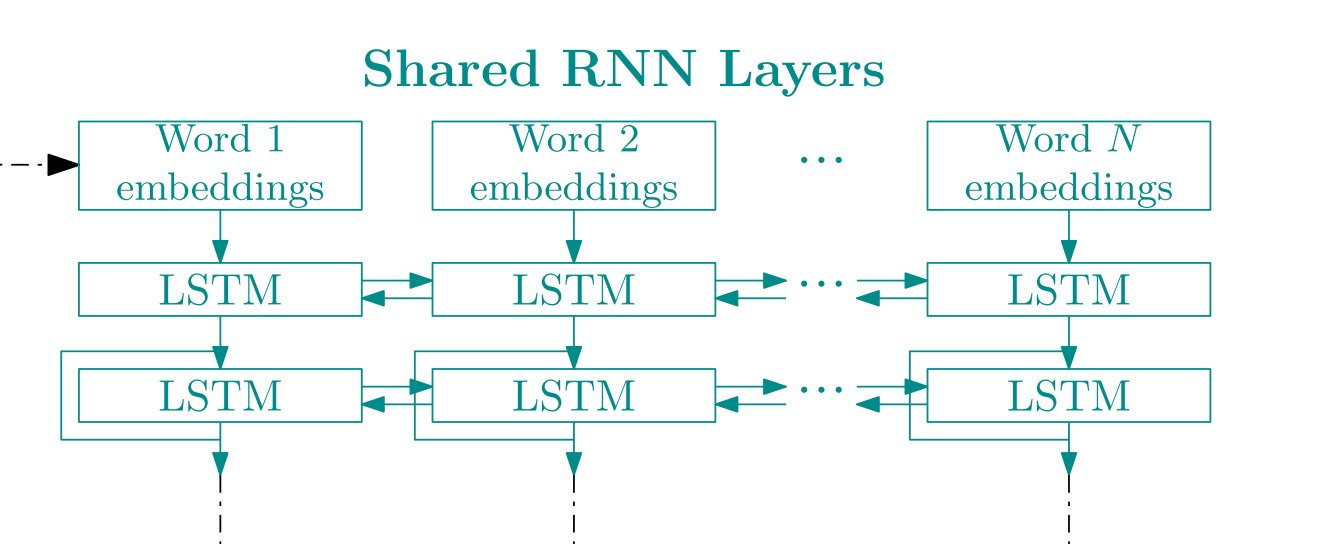 Shared RNN Layers
Word 1
embeddings
Word 2
embeddings
...
Word N
embeddings
LSTM
LSTM
...
LSTM
LSTM
LSTM
...
LSTM